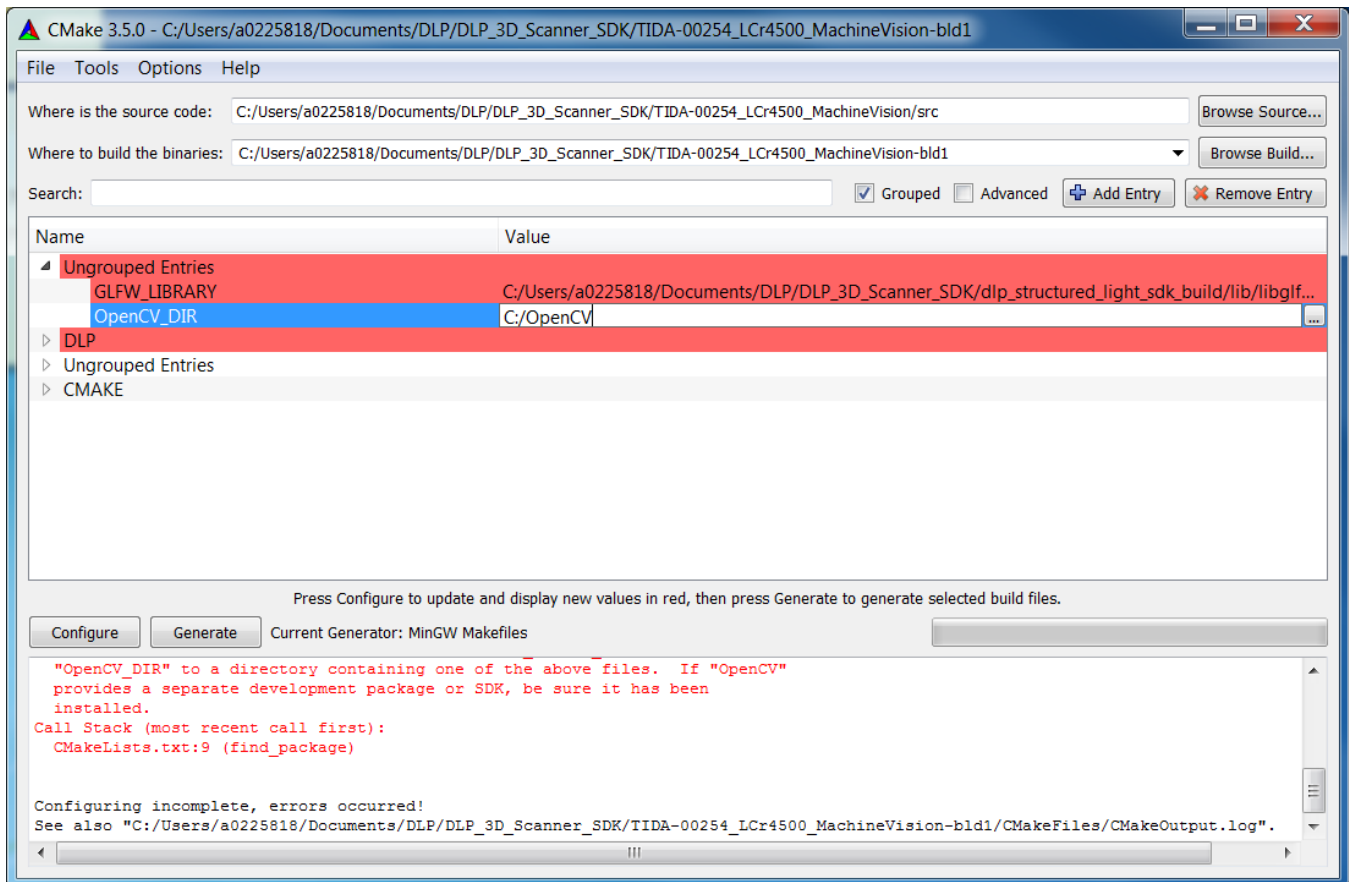 CMake 3.5.0 - C:/Users/a0225818/Documents/DLP/DLP_3D_Scanner_SDK/TIDA-00254_LCr4500_MachineVision-bld1
File Tools Options Help
Where is the source code: C:/Users/a0225818/Documents/DLP/DLP_3D_Scanner_SDK/TIDA-00254_LCr4500_MachineVision/src Browse Source...
Where to build the binaries: C:/Users/a0225818/Documents/DLP/DLP_3D_Scanner_SDK/TIDA-00254_LCr4500_MachineVision-bld1 Browse Build...
Search: Grouped Advanced Add Entry Remove Entry
Name Value
Ungrouped Entries
GLFW_LIBRARY C:/Users/a0225818/Documents/DLP/DLP_3D_Scanner_SDK/dlp_structured_light_sdk_build/lib/libglf...
OpenCV_DIR C:/OpenCV ...
DLP
Ungrouped Entries
CMAKE
Press Configure to update and display new values in red, then press Generate to generate selected build files.
Configure Generate Current Generator: MinGW Makefiles
"OpenCV_DIR" to a directory containing one of the above files. If "OpenCV"
provides a separate development package or SDK, be sure it has been
installed.
Call Stack (most recent call first):
CMakeLists.txt:9 (find_package)
Configuring incomplete, errors occurred!
See also "C:/Users/a0225818/Documents/DLP/DLP_3D_Scanner_SDK/TIDA-00254_LCr4500_MachineVision-bld1/CMakeFiles/CMakeOutput.log".